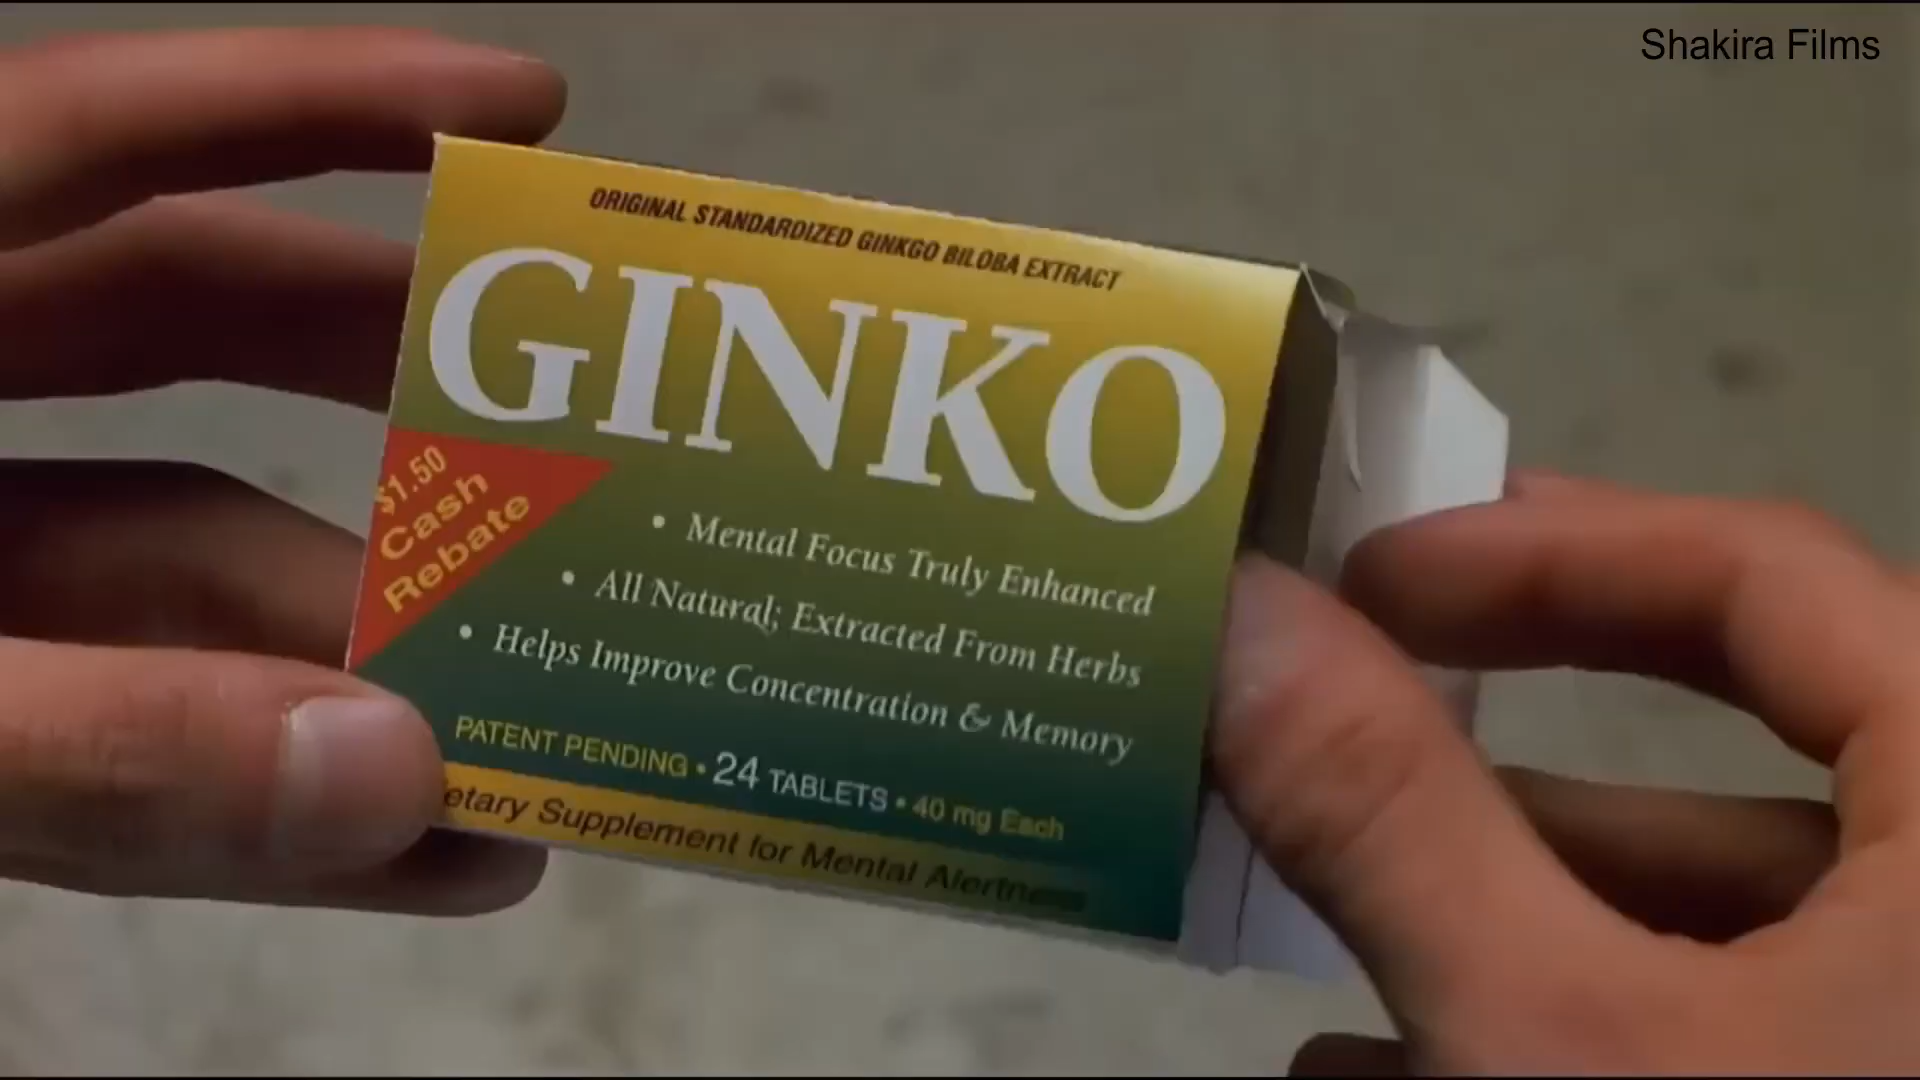 Shakira Films
ORIGINAL STANDARDIZED GINKGO BILOBA EXTRACT
GINKO
$1.50
Cash
Rebate
• Mental Focus Truly Enhanced
• All Natural; Extracted From Herbs
• Helps Improve Concentration & Memory
PATENT PENDING • 24 TABLETS • 40 mg Each
etary Supplement for Mental Alertness